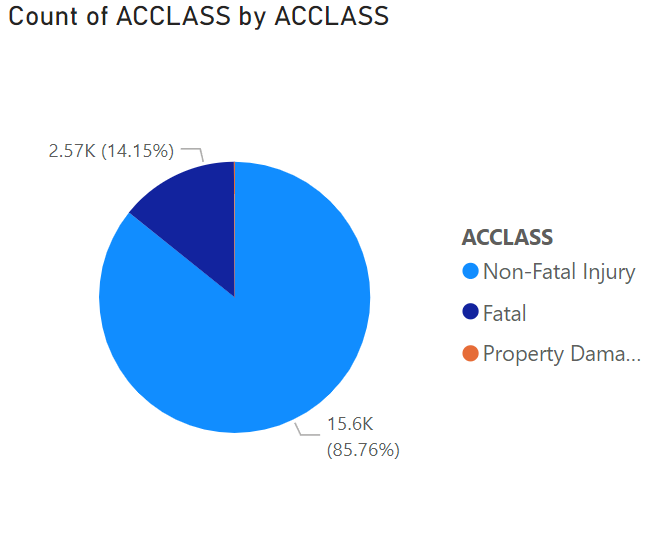 Count of ACCLASS by ACCLASS
2.57K (14.15%)
ACCLASS
Non-Fatal Injury
Fatal
Property Dama...
15.6K
(85.76%)